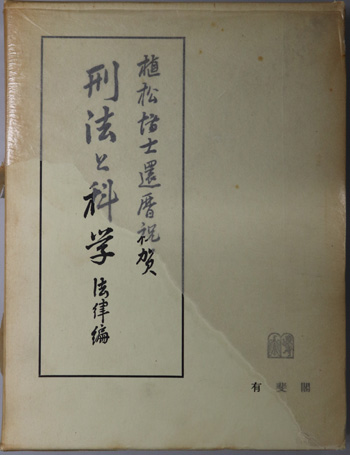 植松博士還暦祝賀
刑法と科学 法律編
有斐閣